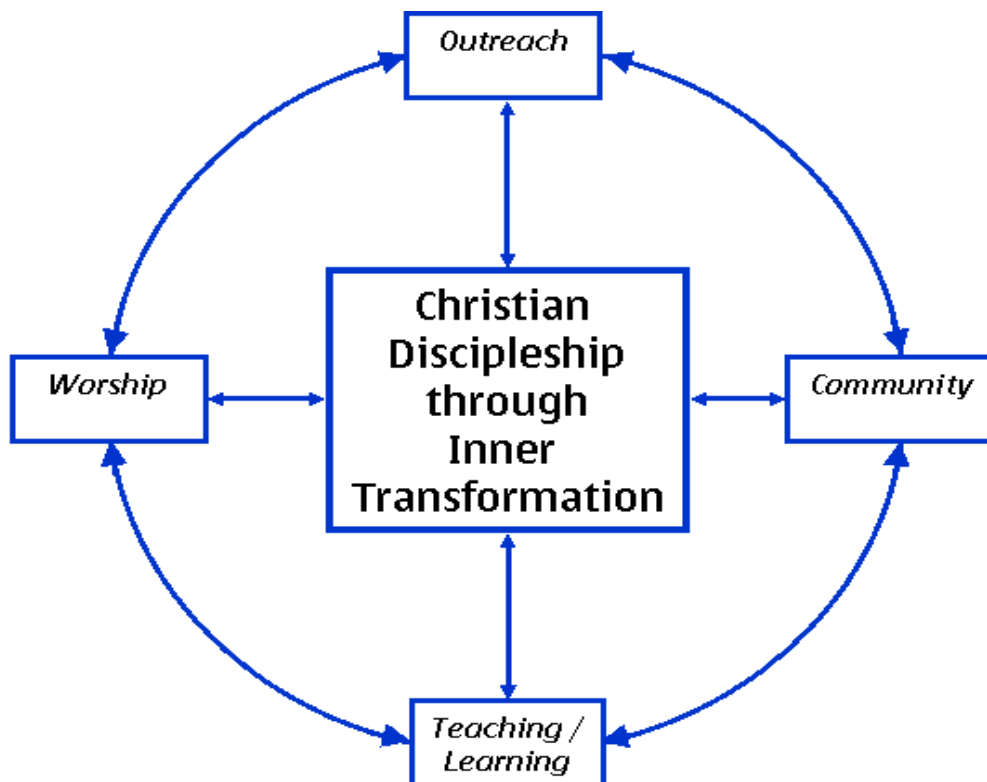 Outreach
Christian
Discipleship
through
Inner
Transformation
Worship
Community
Teaching /
Learning